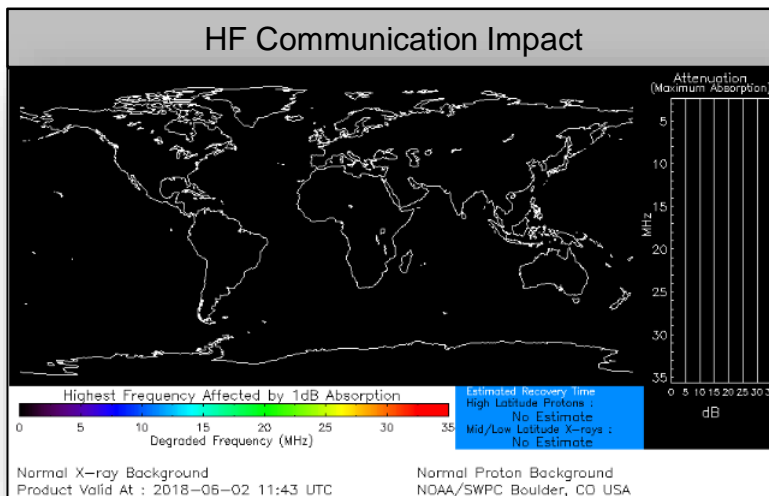 HF Communication Impact
Attenuation
(Maximum Absorption)
5
10
15
20
25
30
35
MHz
0 5 10 15 20 25 30
dB
Highest Frequency Affected by 1dB Absorption
0 5 10 15 20 25 30 35
Degraded Frequency (MHz)
Estimated Recovery Time
High Latitude Protons :
No Estimate
Mid/Low Latitude X-rays :
No Estimate
Normal X-ray Background
Normal Proton Background
Product Valid At : 2018-06-02 11:43 UTC
NOAA/SWPC Boulder, CO USA